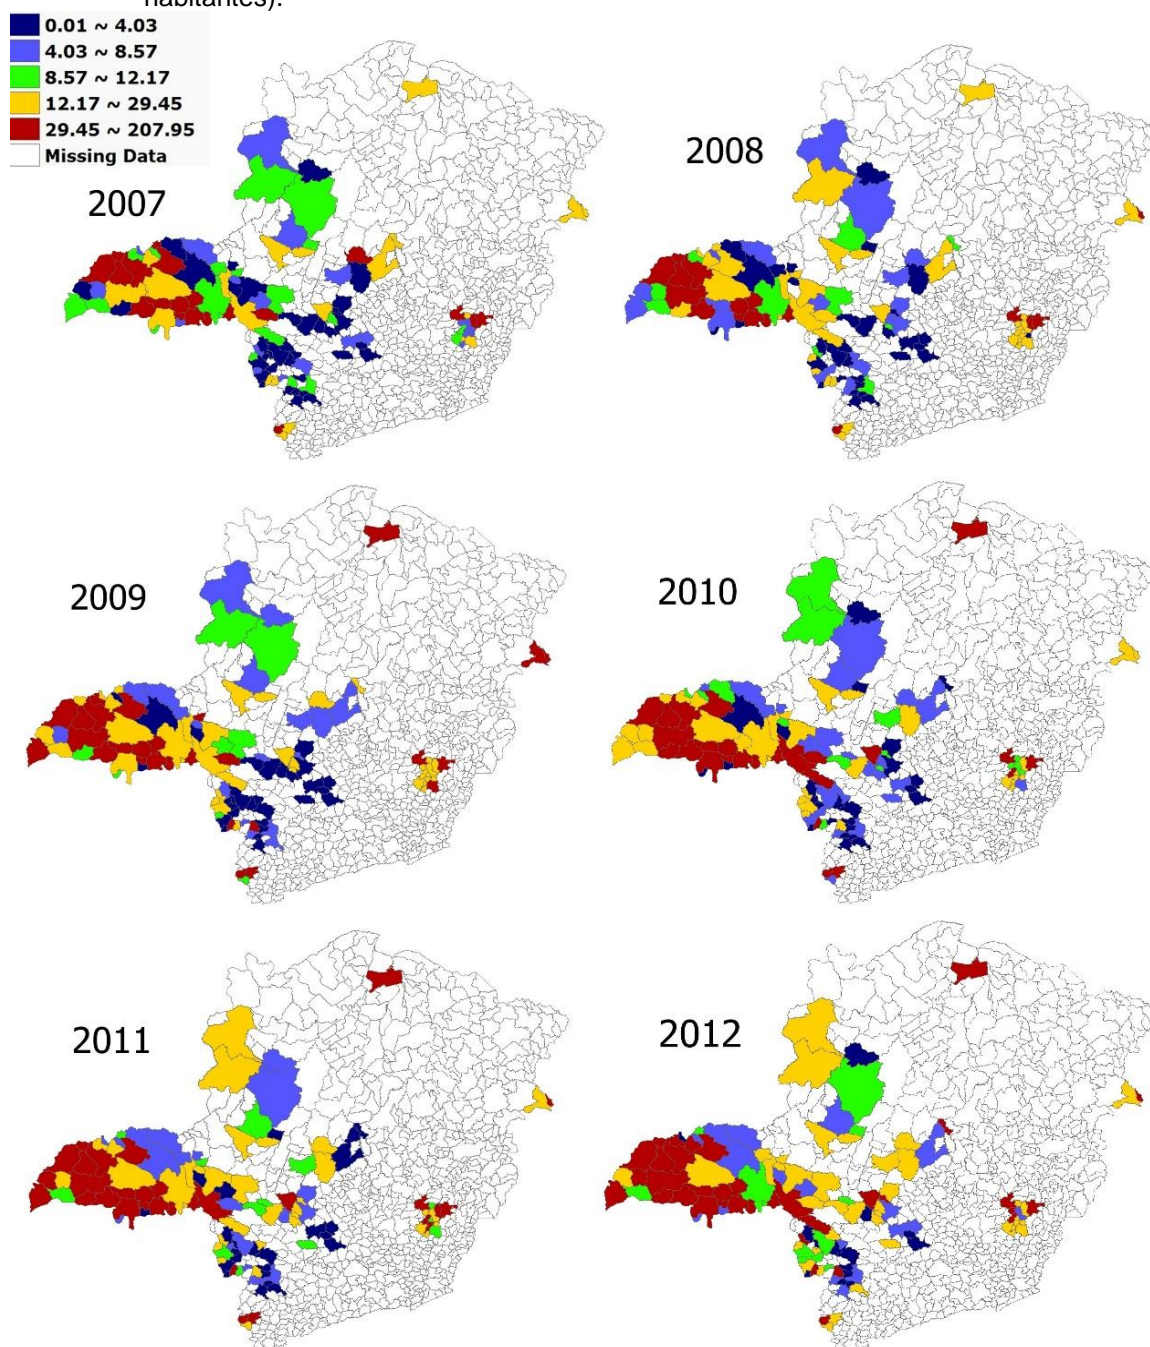 habitantes).
0.01 ~ 4.03
4.03 ~ 8.57
8.57 ~ 12.17
12.17 ~ 29.45
29.45 ~ 207.95
Missing Data
2007
2008
2009
2010
2011
2012